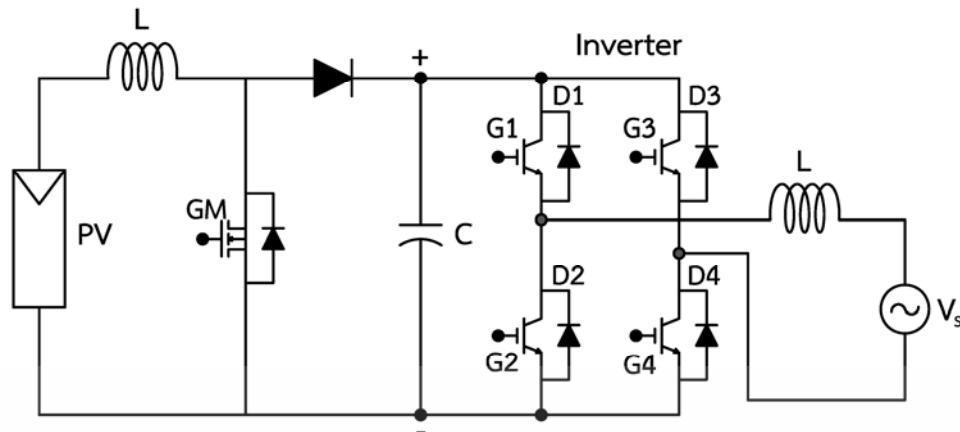 L
+
Inverter
D1
D3
G1
G3
L
GM
PV
C
D2
D4
Vs
G2
G4
-